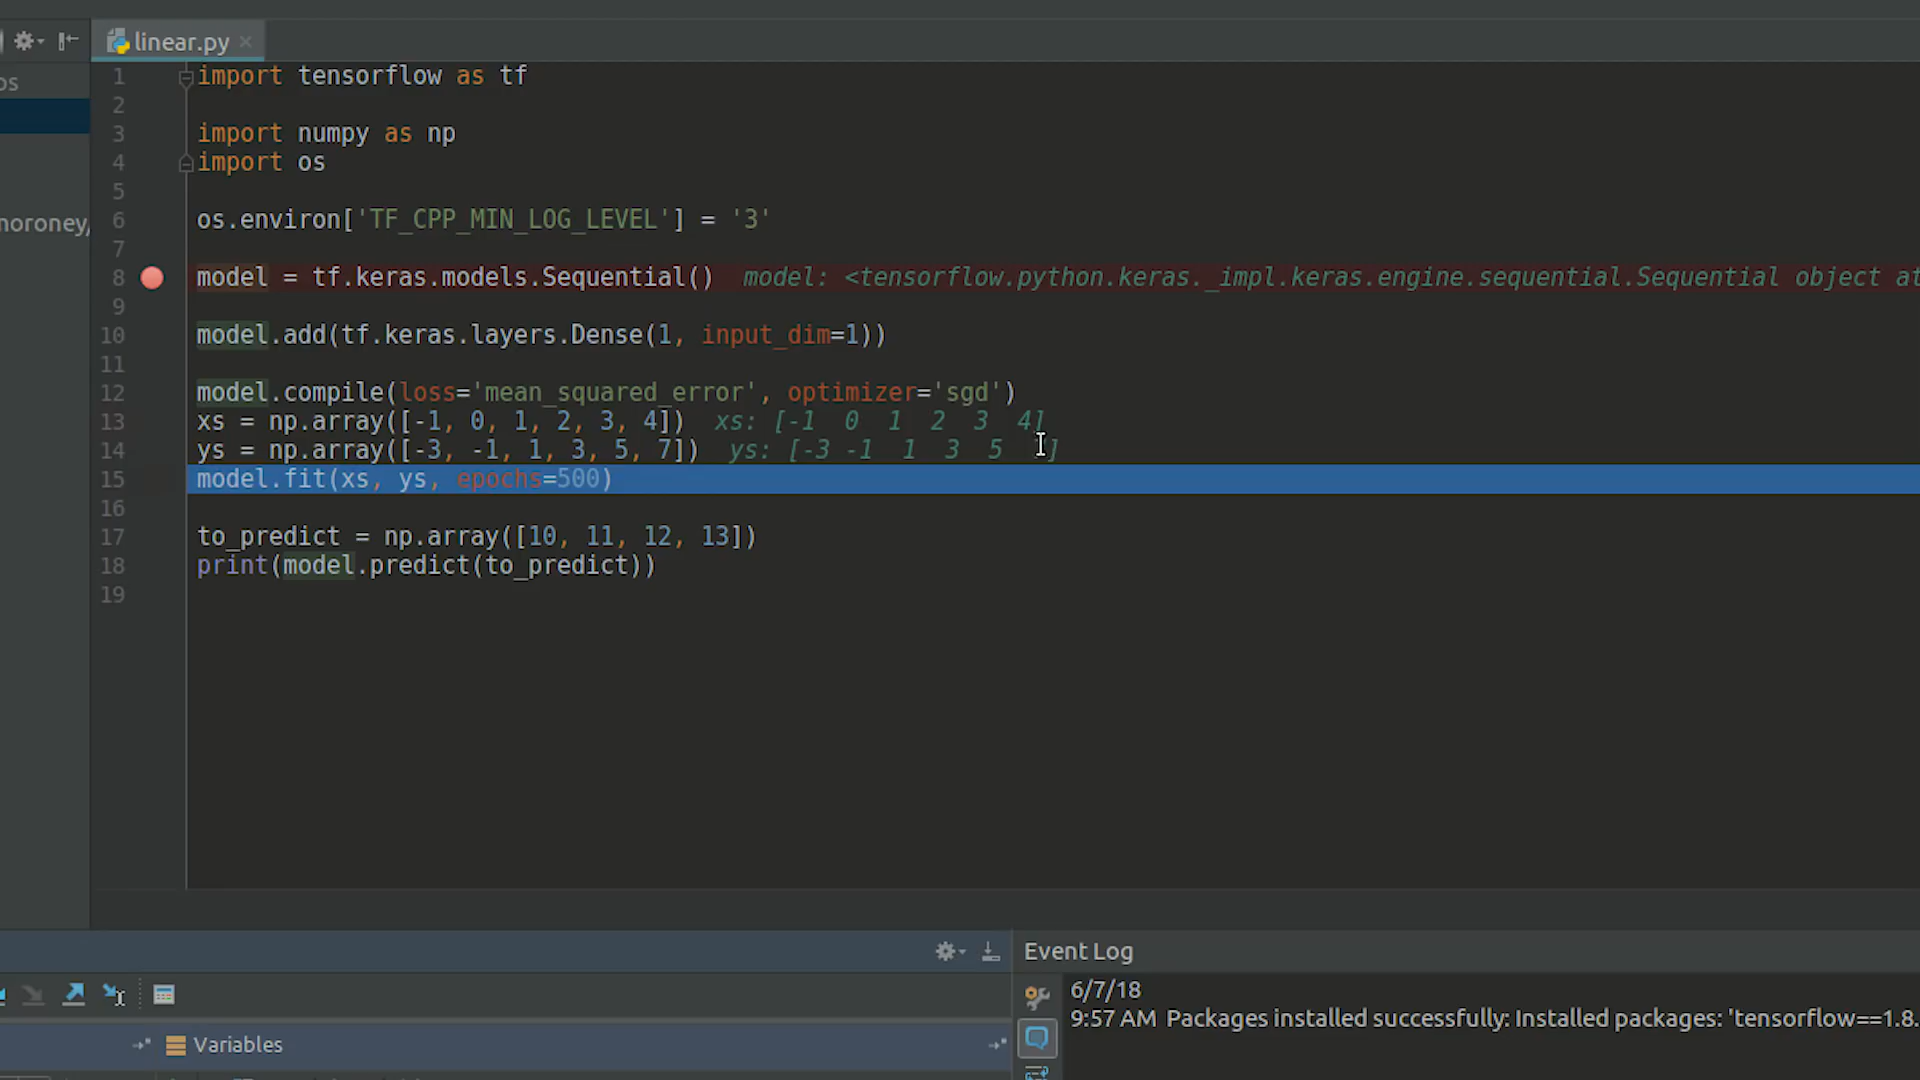 linear.py
os
1 import tensorflow as tf
2
3 import numpy as np
4 import os
5
noroney/
6 os.environ['TF_CPP_MIN_LOG_LEVEL'] = '3'
7
8 model = tf.keras.models.Sequential() model: <tensorflow.python.keras._impl.keras.engine.sequential.Sequential object at
9
10 model.add(tf.keras.layers.Dense(1, input_dim=1))
11
12 model.compile(loss='mean_squared_error', optimizer='sgd')
13 xs = np.array([-1, 0, 1, 2, 3, 4]) xs: [-1 0 1 2 3 4]
14 ys = np.array([-3, -1, 1, 3, 5, 7]) ys: [-3 -1 1 3 5 ]
15 model.fit(xs, ys, epochs=500)
16
17 to_predict = np.array([10, 11, 12, 13])
18 print(model.predict(to_predict))
19
Event Log
6/7/18
9:57 AM Packages installed successfully: Installed packages: 'tensorflow==1.8.
Variables